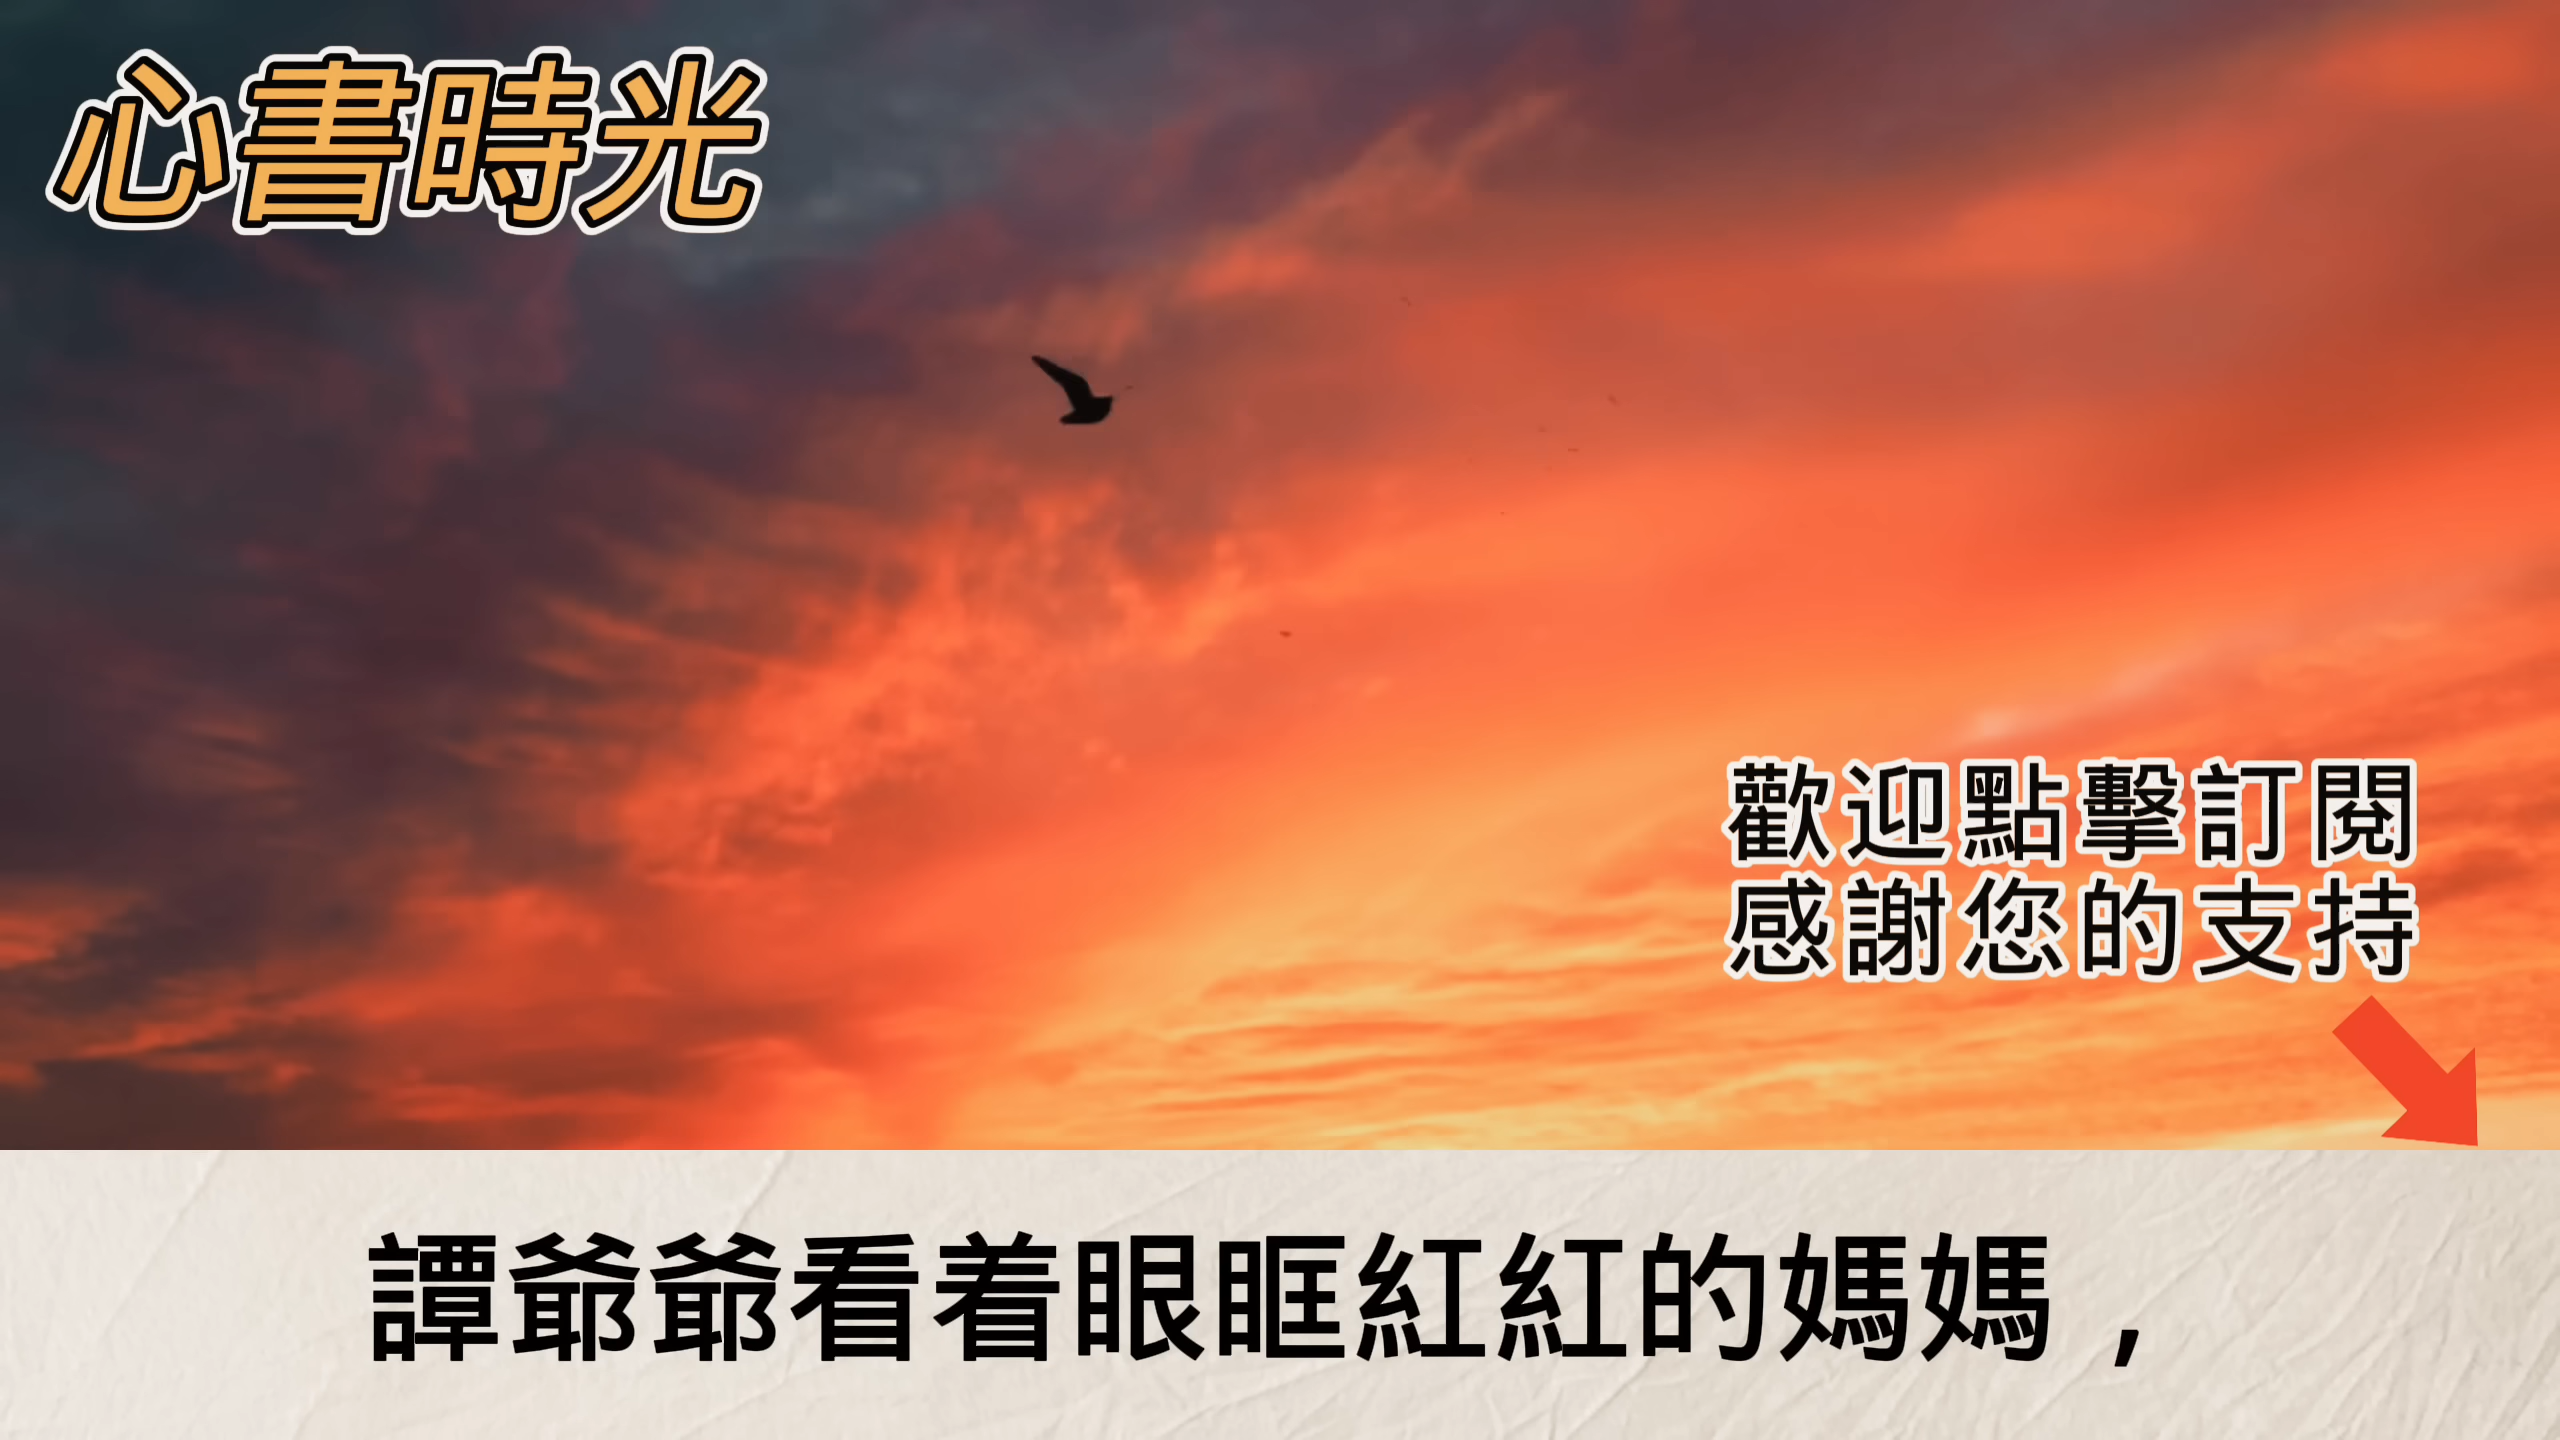 心書時光
歡迎點擊訂閱
感謝您的支持
譚爺爺看着眼眶紅紅的媽媽，